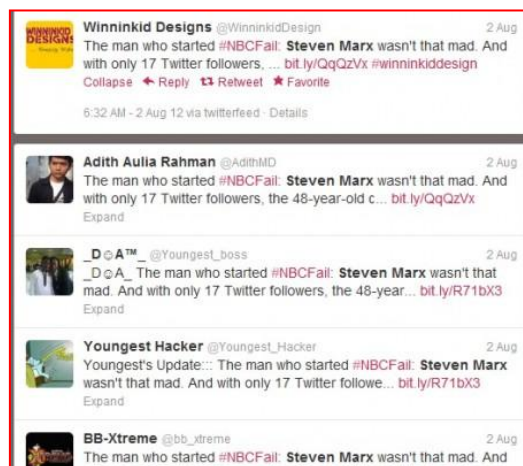 Winninkid Designs @WinninkidDesign 2 Aug
The man who started #NBCFail: Steven Marx wasn't that mad. And
with only 17 Twitter followers, ... bit.ly/QqQzVx #winninkiddesign
Collapse Reply Retweet Favorite
6:32 AM - 2 Aug 12 via twitterfeed · Details
Adith Aulia Rahman @AdithMD 2 Aug
The man who started #NBCFail: Steven Marx wasn't that mad. And
with only 17 Twitter followers, the 48-year-old c... bit.ly/QqQzVx
Expand
_D☺A™_ @Youngest_boss 2 Aug
_D☺A_ The man who started #NBCFail: Steven Marx wasn't that
mad. And with only 17 Twitter followers, the 48-year... bit.ly/R71bX3
Expand
Youngest Hacker @Youngest_Hacker 2 Aug
Youngest's Update::: The man who started #NBCFail: Steven Marx
wasn't that mad. And with only 17 Twitter followe... bit.ly/R71bX3
Expand
BB-Xtreme @bb_xtreme 2 Aug
The man who started #NBCFail: Steven Marx wasn't that mad. And